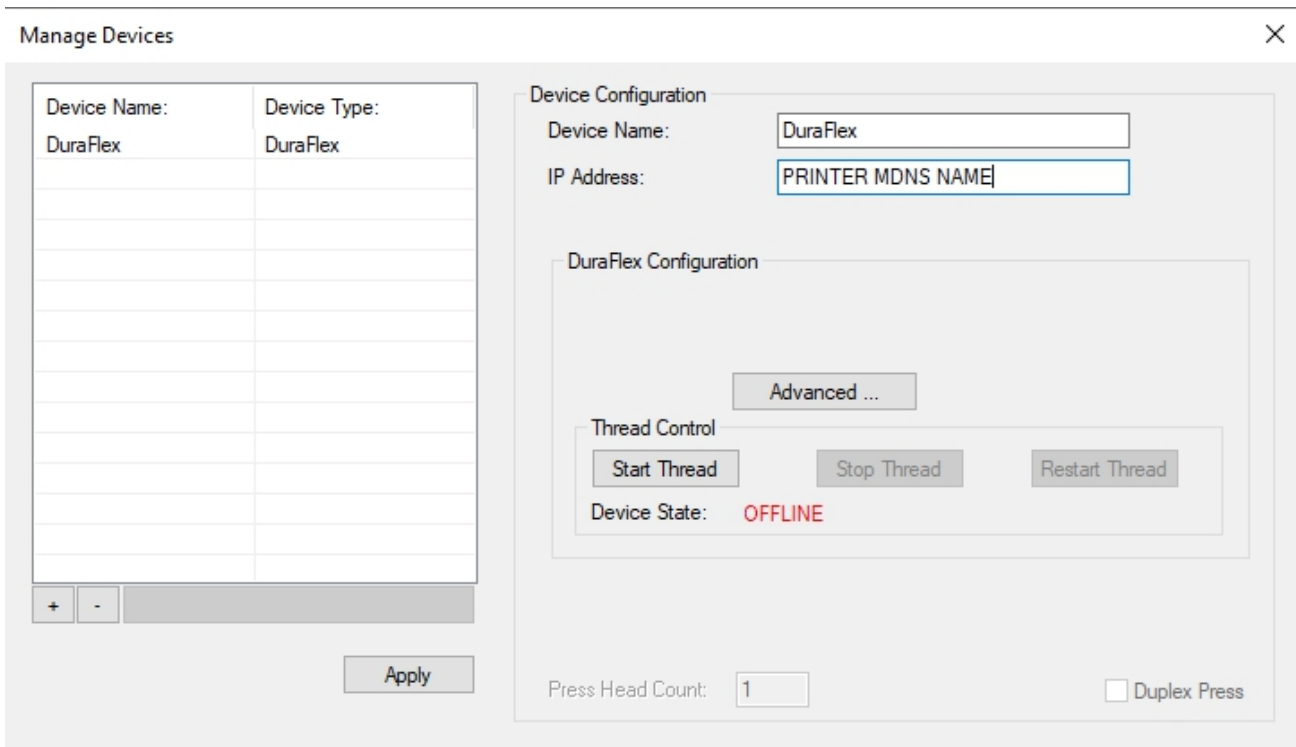 Manage Devices
Device Name: Device Type:
DuraFlex DuraFlex
+ -
Apply
Device Configuration
Device Name: DuraFlex
IP Address: PRINTER MDNS NAME
DuraFlex Configuration
Advanced ...
Thread Control
Start Thread Stop Thread Restart Thread
Device State: OFFLINE
Press Head Count: 1 Duplex Press